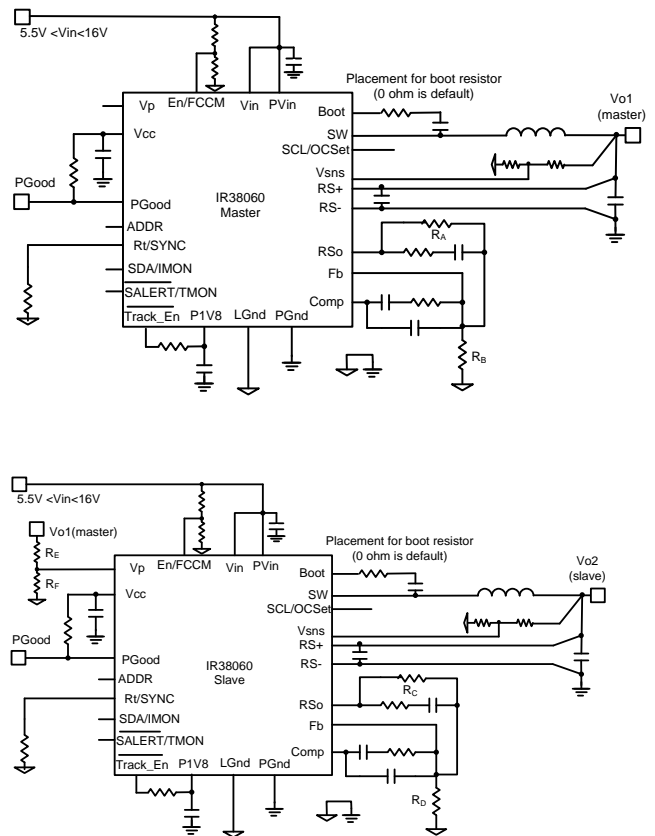 5.5V <Vin<16V
Placement for boot resistor
(0 ohm is default)
Vo1
(master)
Vp
En/FCCM
Vin
PVin
Boot
Vcc
SW
SCL/OCSet
Vsns
PGood
IR38060
Master
RS+
PGood
RS-
ADDR
RA
Rt/SYNC
RSo
SDA/IMON
Fb
SALERT/TMON
Comp
Track_En
P1V8
LGnd
PGnd
RB
5.5V <Vin<16V
Vo1(master)
Placement for boot resistor
(0 ohm is default)
Vo2
(slave)
RE
Vp
En/FCCM
Vin
PVin
Boot
RF
Vcc
SW
SCL/OCSet
Vsns
PGood
RS+
PGood
IR38060
Slave
RS-
ADDR
RC
Rt/SYNC
RSo
SDA/IMON
Fb
SALERT/TMON
Comp
Track_En
P1V8
LGnd
PGnd
RD